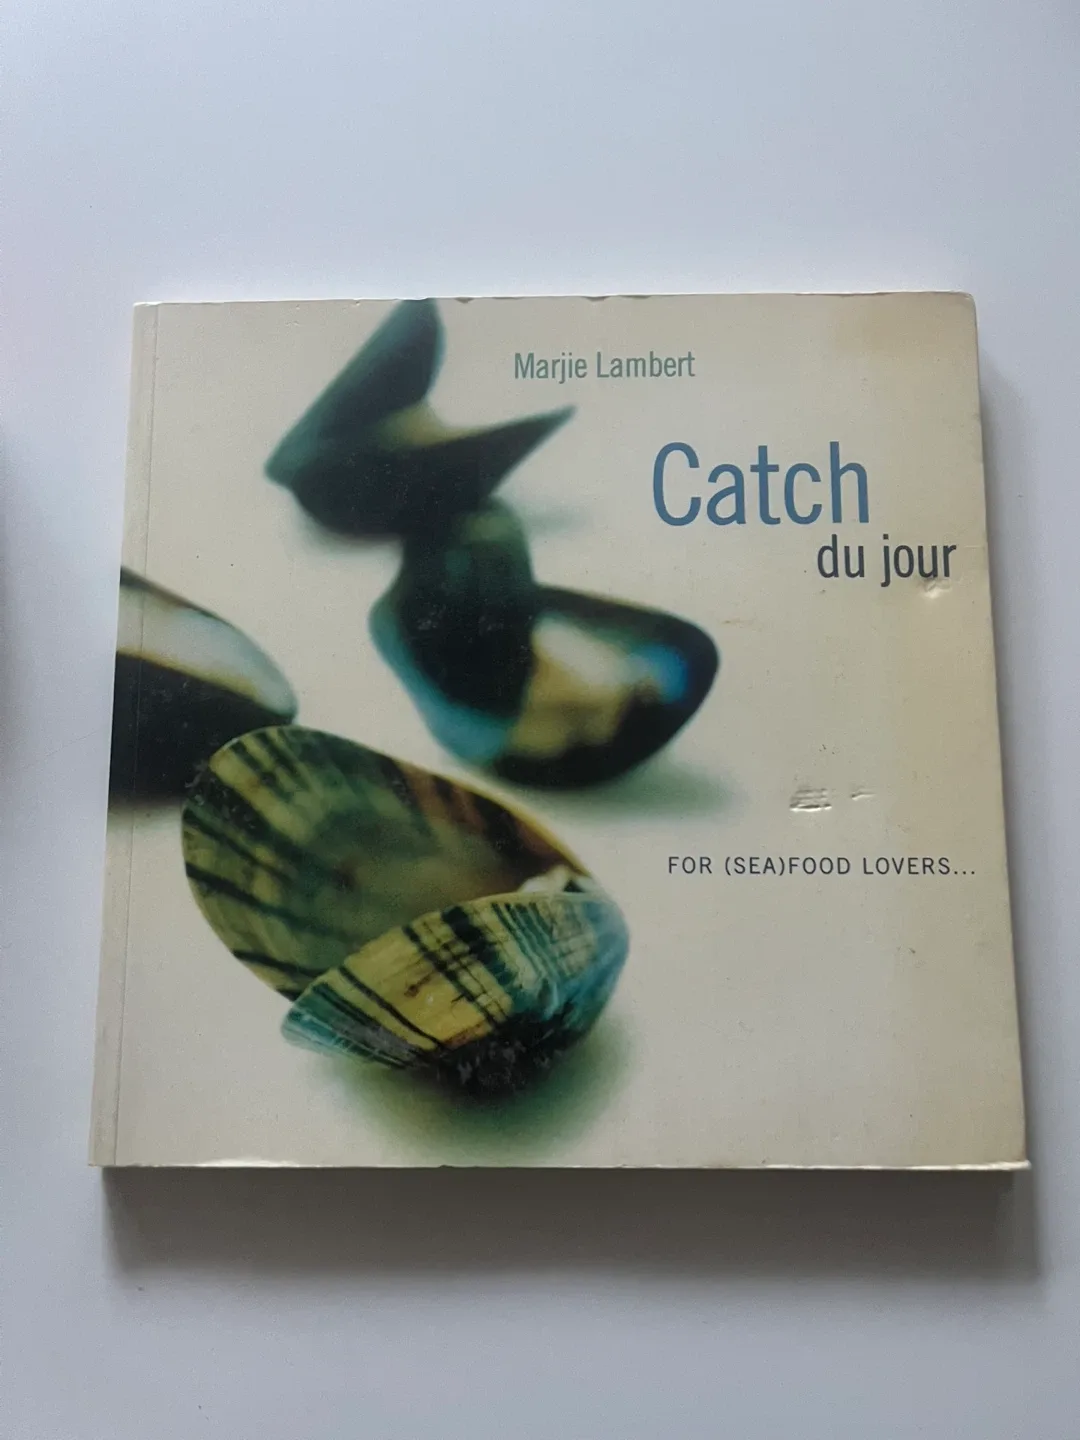 Marjie Lambert
Catch
du jour
FOR (SEA)FOOD LOVERS...